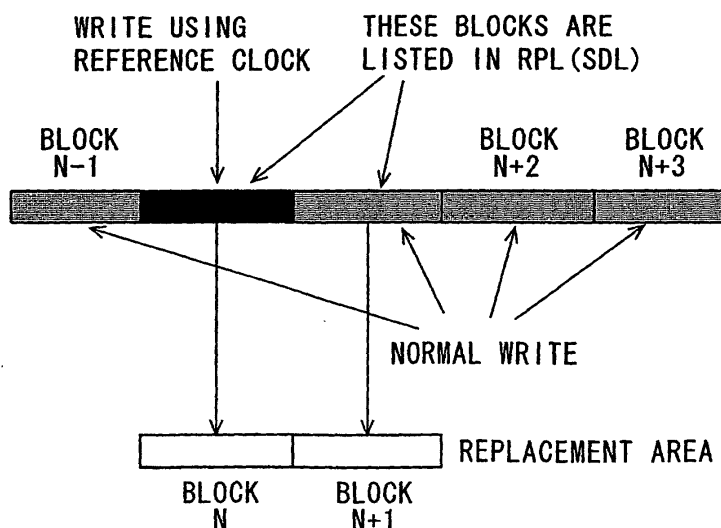 WRITE USING
REFERENCE CLOCK
THESE BLOCKS ARE
LISTED IN RPL(SDL)
BLOCK
N-1
BLOCK
N+2
BLOCK
N+3
NORMAL WRITE
REPLACEMENT AREA
BLOCK
N
BLOCK
N+1